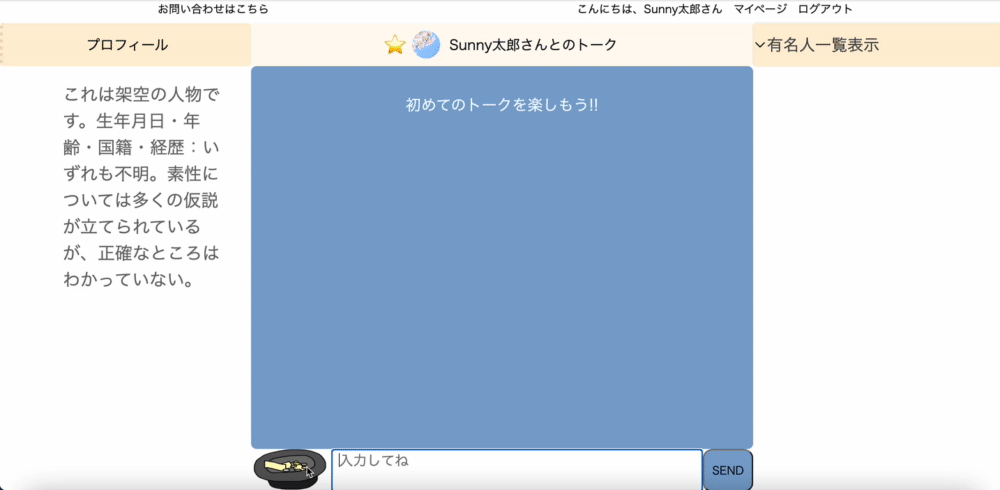 お問い合わせはこちら
こんにちは、Sunny太郎さん マイページ ログアウト
プロフィール
Sunny太郎さんとのトーク
有名人一覧表示
これは架空の人物で
す。生年月日・年
齢・国籍・経歴：い
ずれも不明。素性に
ついては多くの仮説
が立てられている
が、正確なところは
わかっていない。
初めてのトークを楽しもう!!
入力してね
SEND